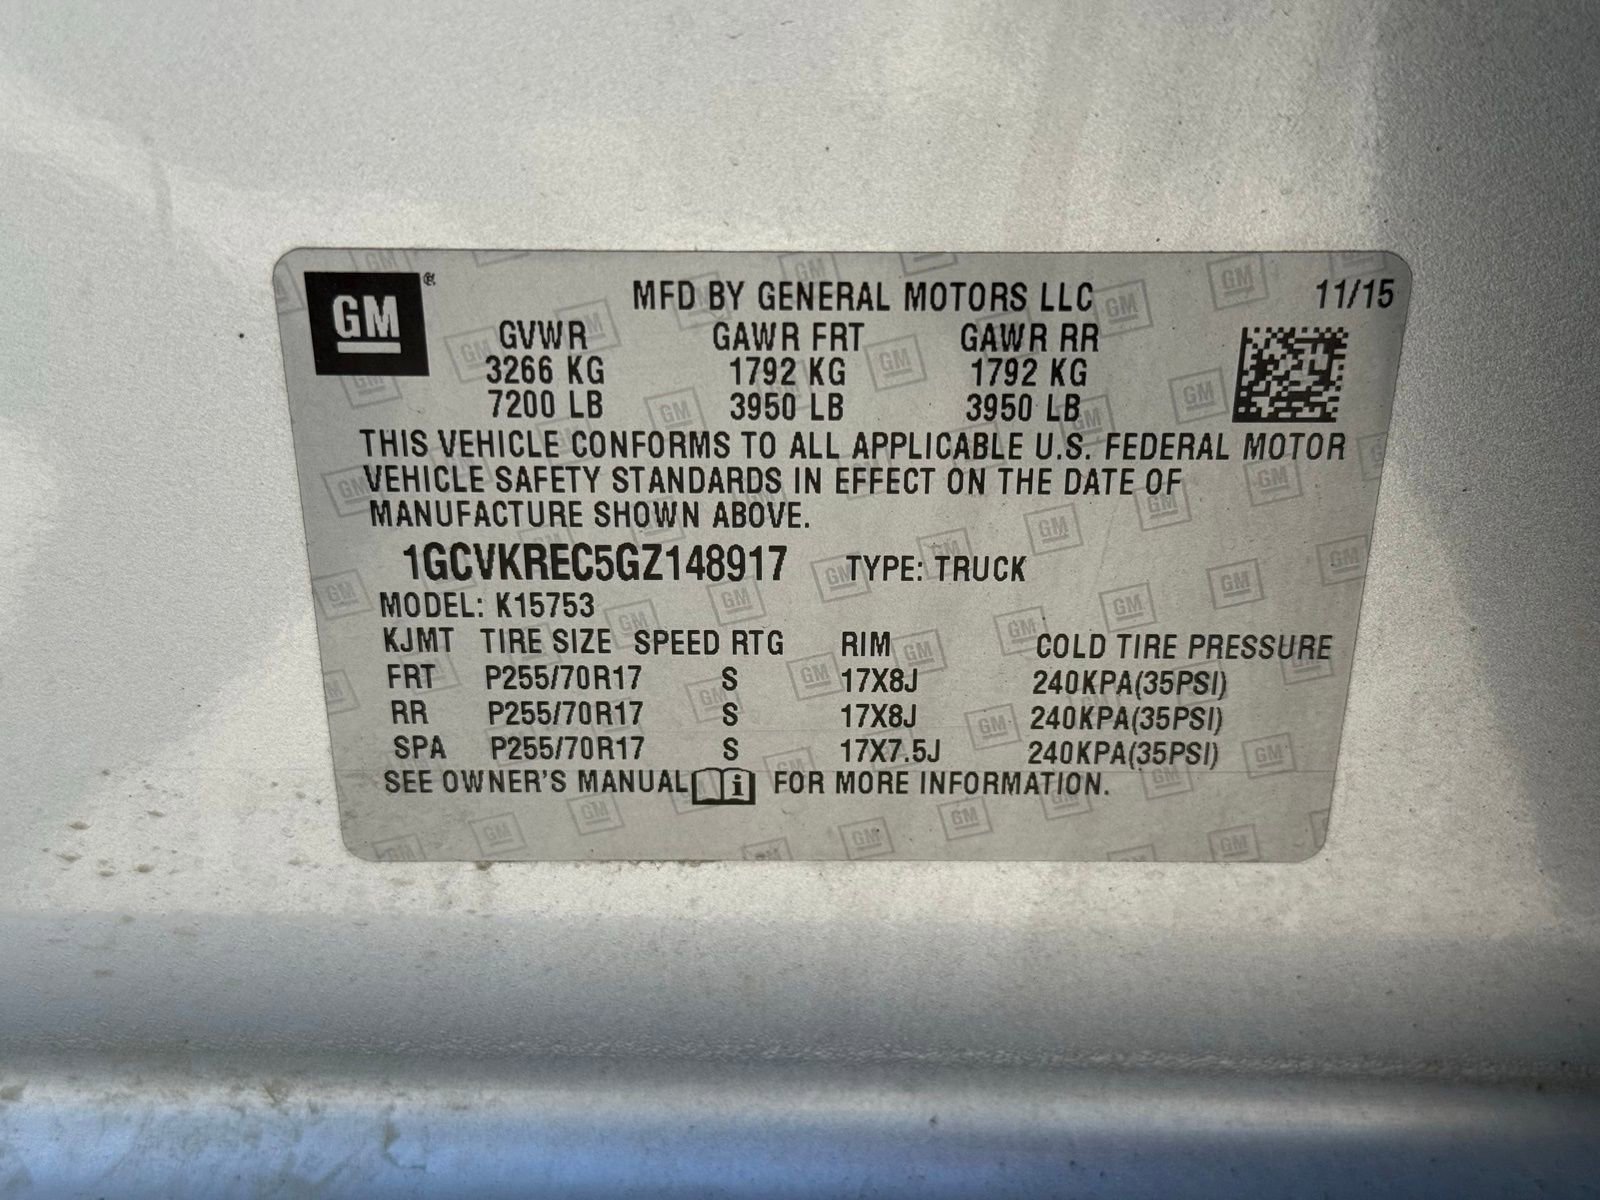 GM®
MFD BY GENERAL MOTORS LLC 11/15
GVWR GAWR FRT GAWR RR
3266 KG 1792 KG 1792 KG
7200 LB 3950 LB 3950 LB
THIS VEHICLE CONFORMS TO ALL APPLICABLE U.S. FEDERAL MOTOR
VEHICLE SAFETY STANDARDS IN EFFECT ON THE DATE OF
MANUFACTURE SHOWN ABOVE.
1GCVKREC5GZ148917 TYPE: TRUCK
MODEL: K15753
KJMT TIRE SIZE SPEED RTG RIM COLD TIRE PRESSURE
FRT P255/70R17 S 17X8J 240KPA(35PSI)
RR P255/70R17 S 17X8J 240KPA(35PSI)
SPA P255/70R17 S 17X7.5J 240KPA(35PSI)
SEE OWNER'S MANUAL i FOR MORE INFORMATION.